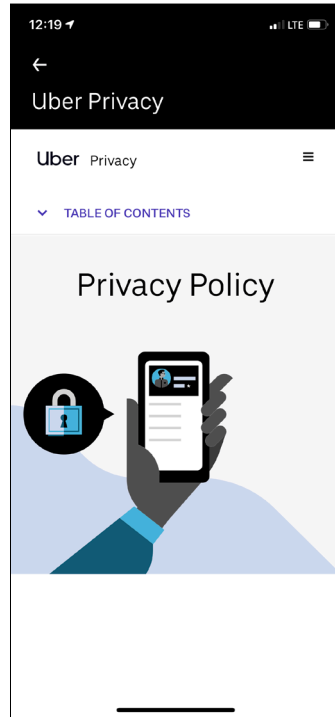 12:19
LTE
Uber Privacy
Uber Privacy
TABLE OF CONTENTS
Privacy Policy